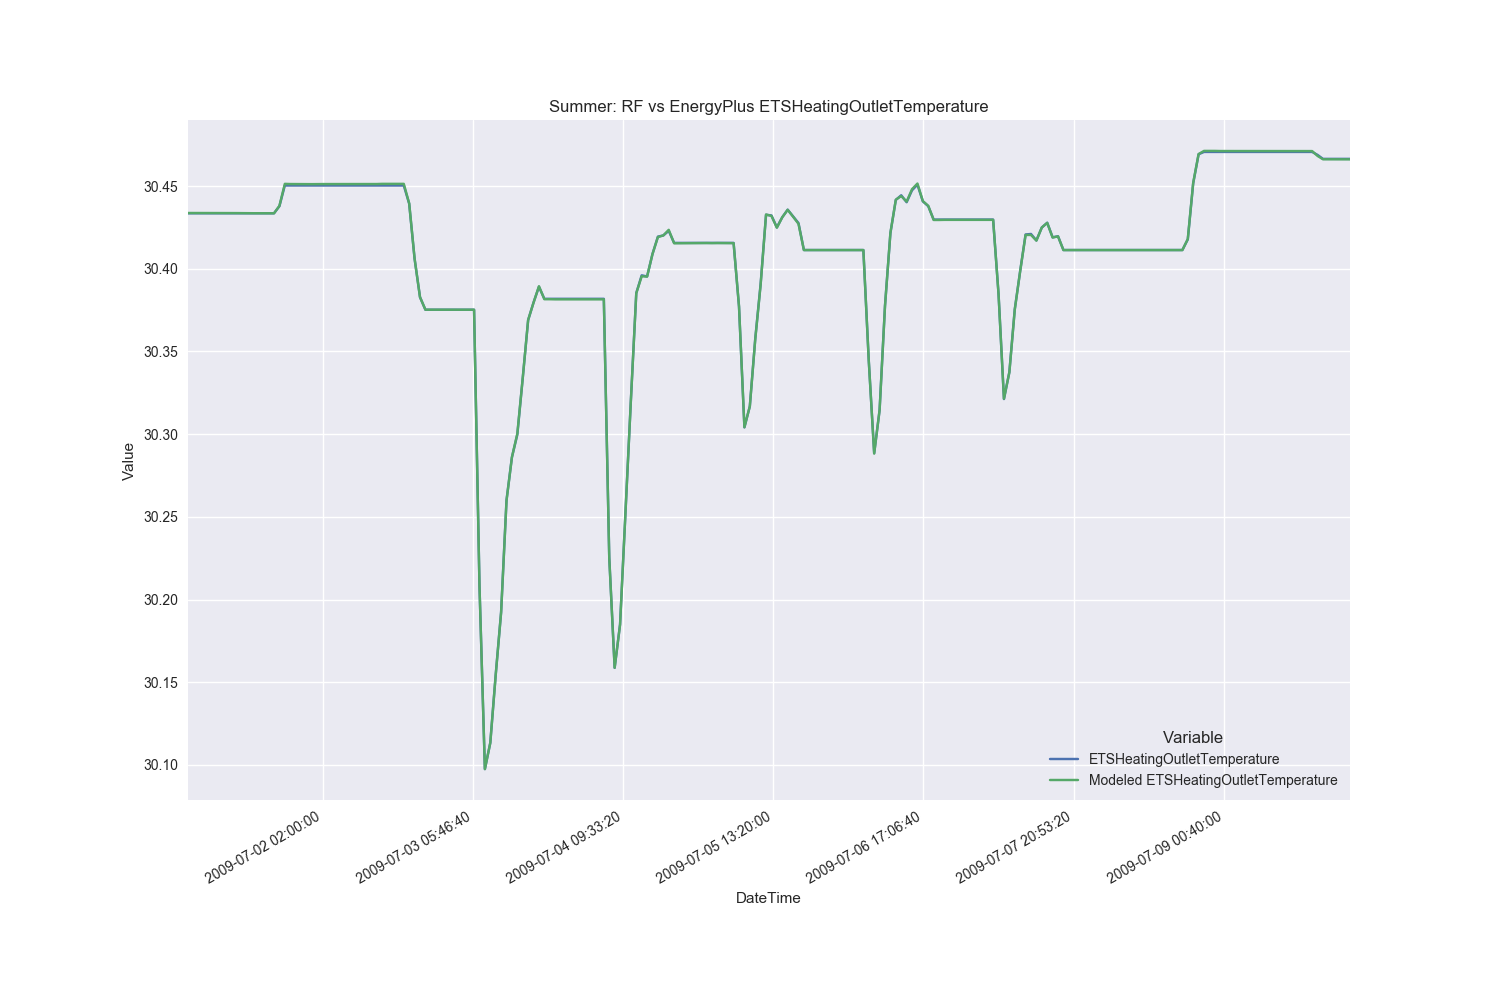 Summer: RF vs EnergyPlus ETSHeatingOutletTemperature
30.45
30.40
30.35
30.30
30.25
30.20
30.15
30.10
Value
Variable
ETSHeatingOutletTemperature
Modeled ETSHeatingOutletTemperature
2009-07-02 02:00:00
2009-07-03 05:46:40
2009-07-04 09:33:20
2009-07-05 13:20:00
2009-07-06 17:06:40
2009-07-07 20:53:20
2009-07-09 00:40:00
DateTime